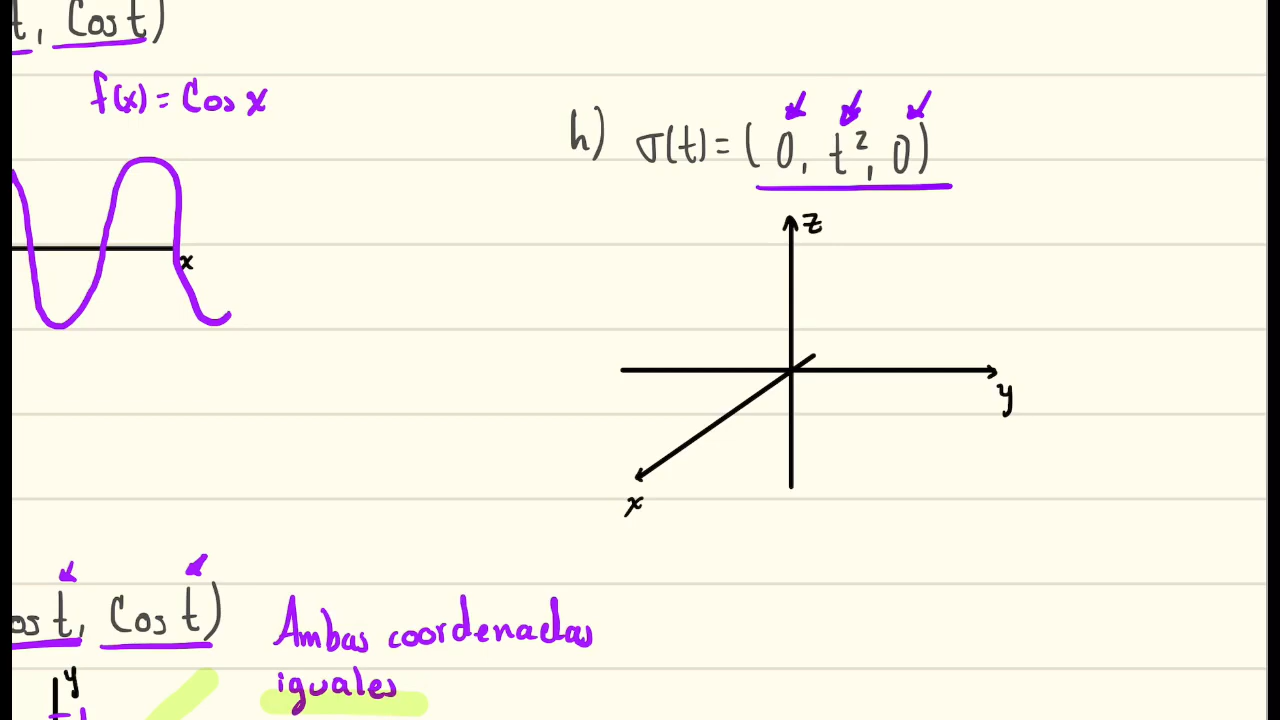 t, Cos t)
f(x) = Cos x
x
h) σ(t) = ( 0, t², 0)
z
y
x
os t, Cos t)
Ambas coordenadas
iguales
y